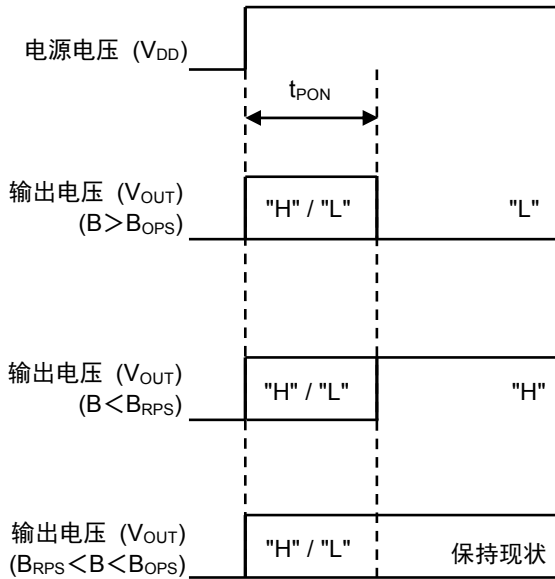 电源电压 (VDD)
tPON
输出电压 (VOUT)
(B＞BOPS)
"H" / "L"
"L"
输出电压 (VOUT)
(B＜BRPS)
"H" / "L"
"H"
输出电压 (VOUT)
(BRPS＜B＜BOPS)
"H" / "L"
保持现状